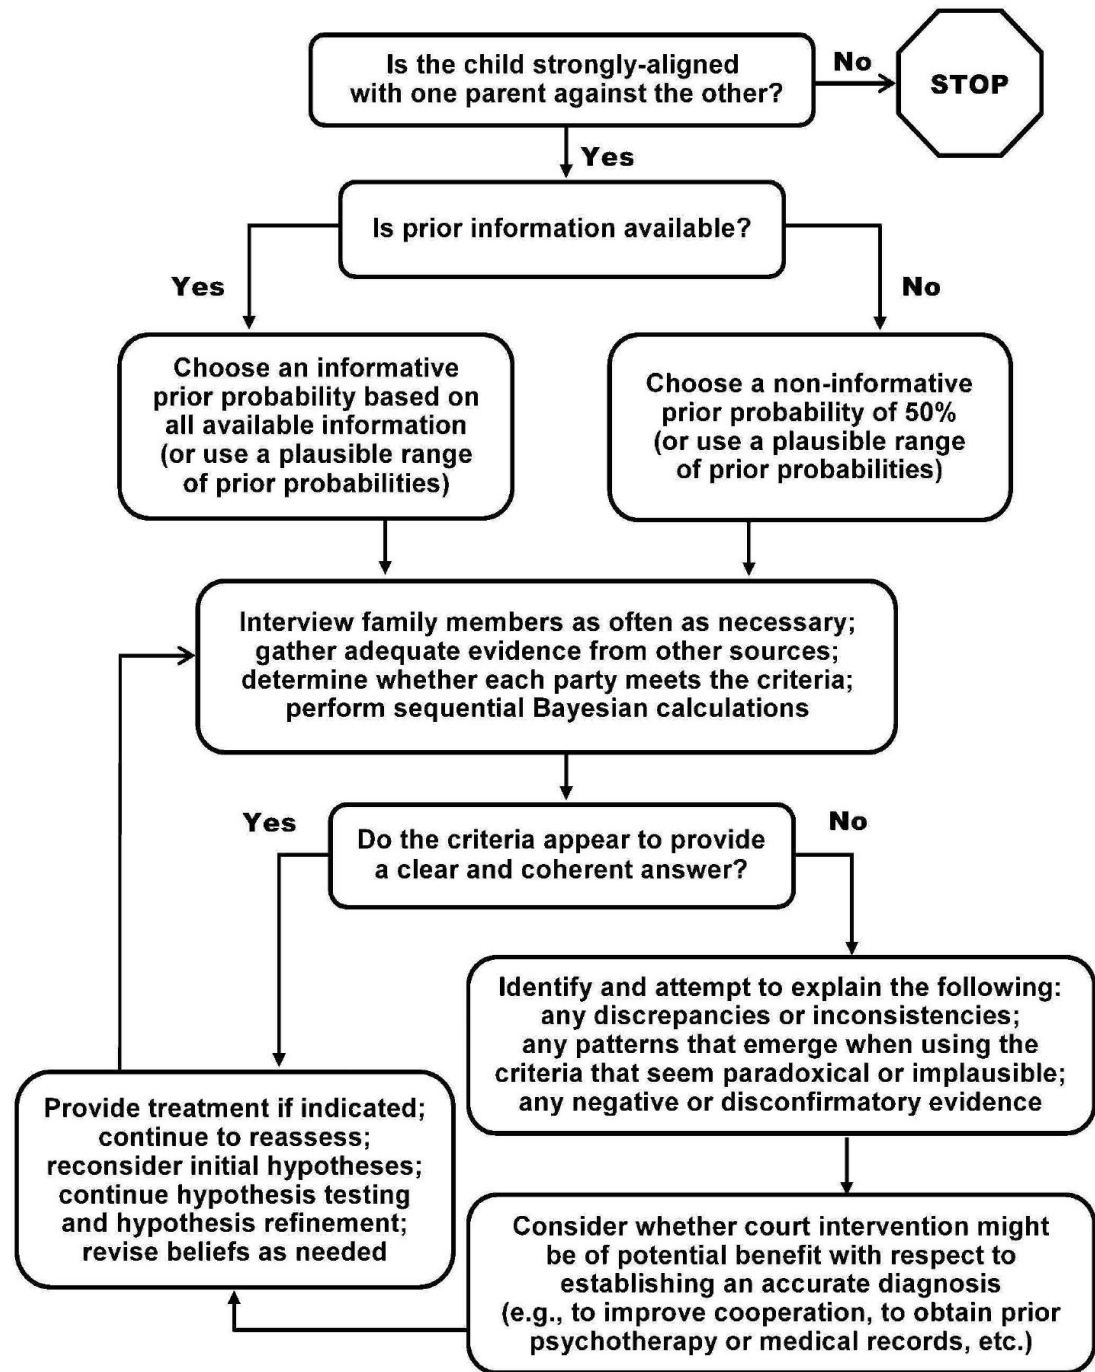 Is the child strongly-aligned
with one parent against the other?
No
STOP
Yes
Is prior information available?
Yes
No
Choose an informative
prior probability based on
all available information
(or use a plausible range
of prior probabilities)
Choose a non-informative
prior probability of 50%
(or use a plausible range
of prior probabilities)
Interview family members as often as necessary;
gather adequate evidence from other sources;
determine whether each party meets the criteria;
perform sequential Bayesian calculations
Yes
No
Do the criteria appear to provide
a clear and coherent answer?
Identify and attempt to explain the following:
any discrepancies or inconsistencies;
any patterns that emerge when using the
criteria that seem paradoxical or implausible;
any negative or disconfirmatory evidence
Provide treatment if indicated;
continue to reassess;
reconsider initial hypotheses;
continue hypothesis testing
and hypothesis refinement;
revise beliefs as needed
Consider whether court intervention might
be of potential benefit with respect to
establishing an accurate diagnosis
(e.g., to improve cooperation, to obtain prior
psychotherapy or medical records, etc.)